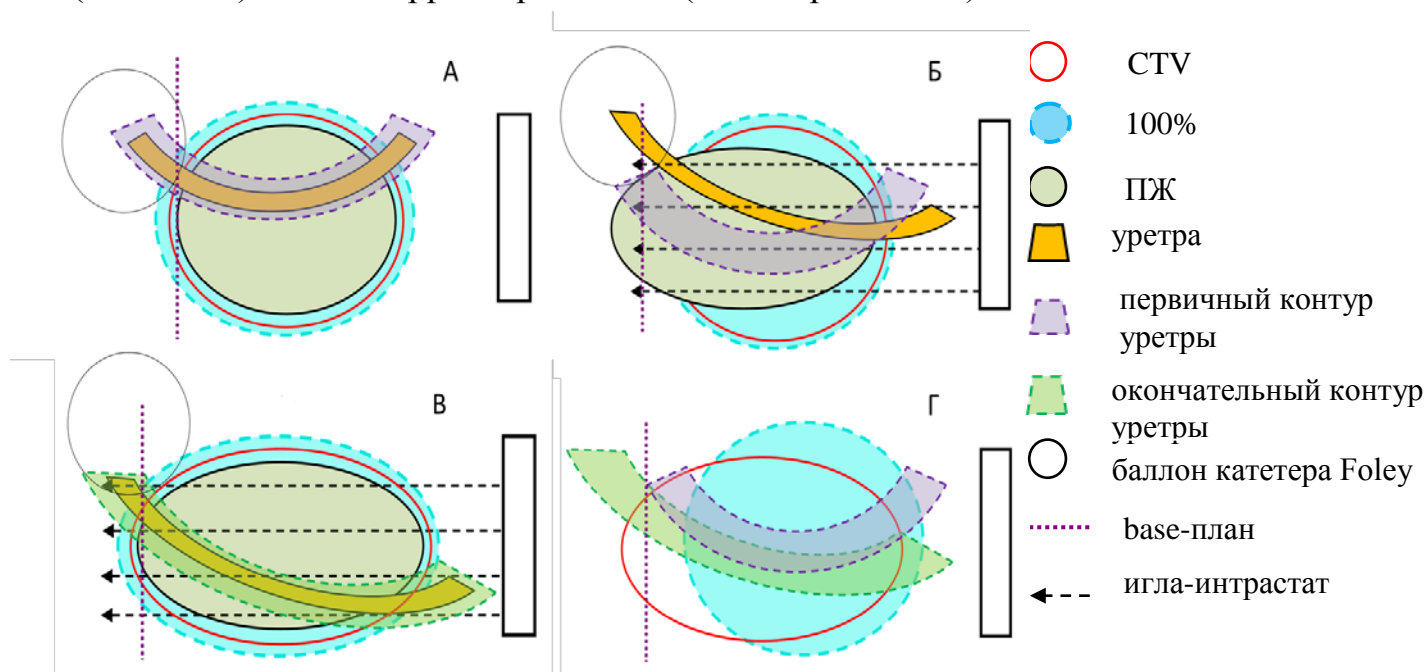 А
Б
В
Г
CTV
100%
ПЖ
уретра
первичный контур
уретры
окончательный контур
уретры
баллон катетера Foley
base-план
игла-интрастат